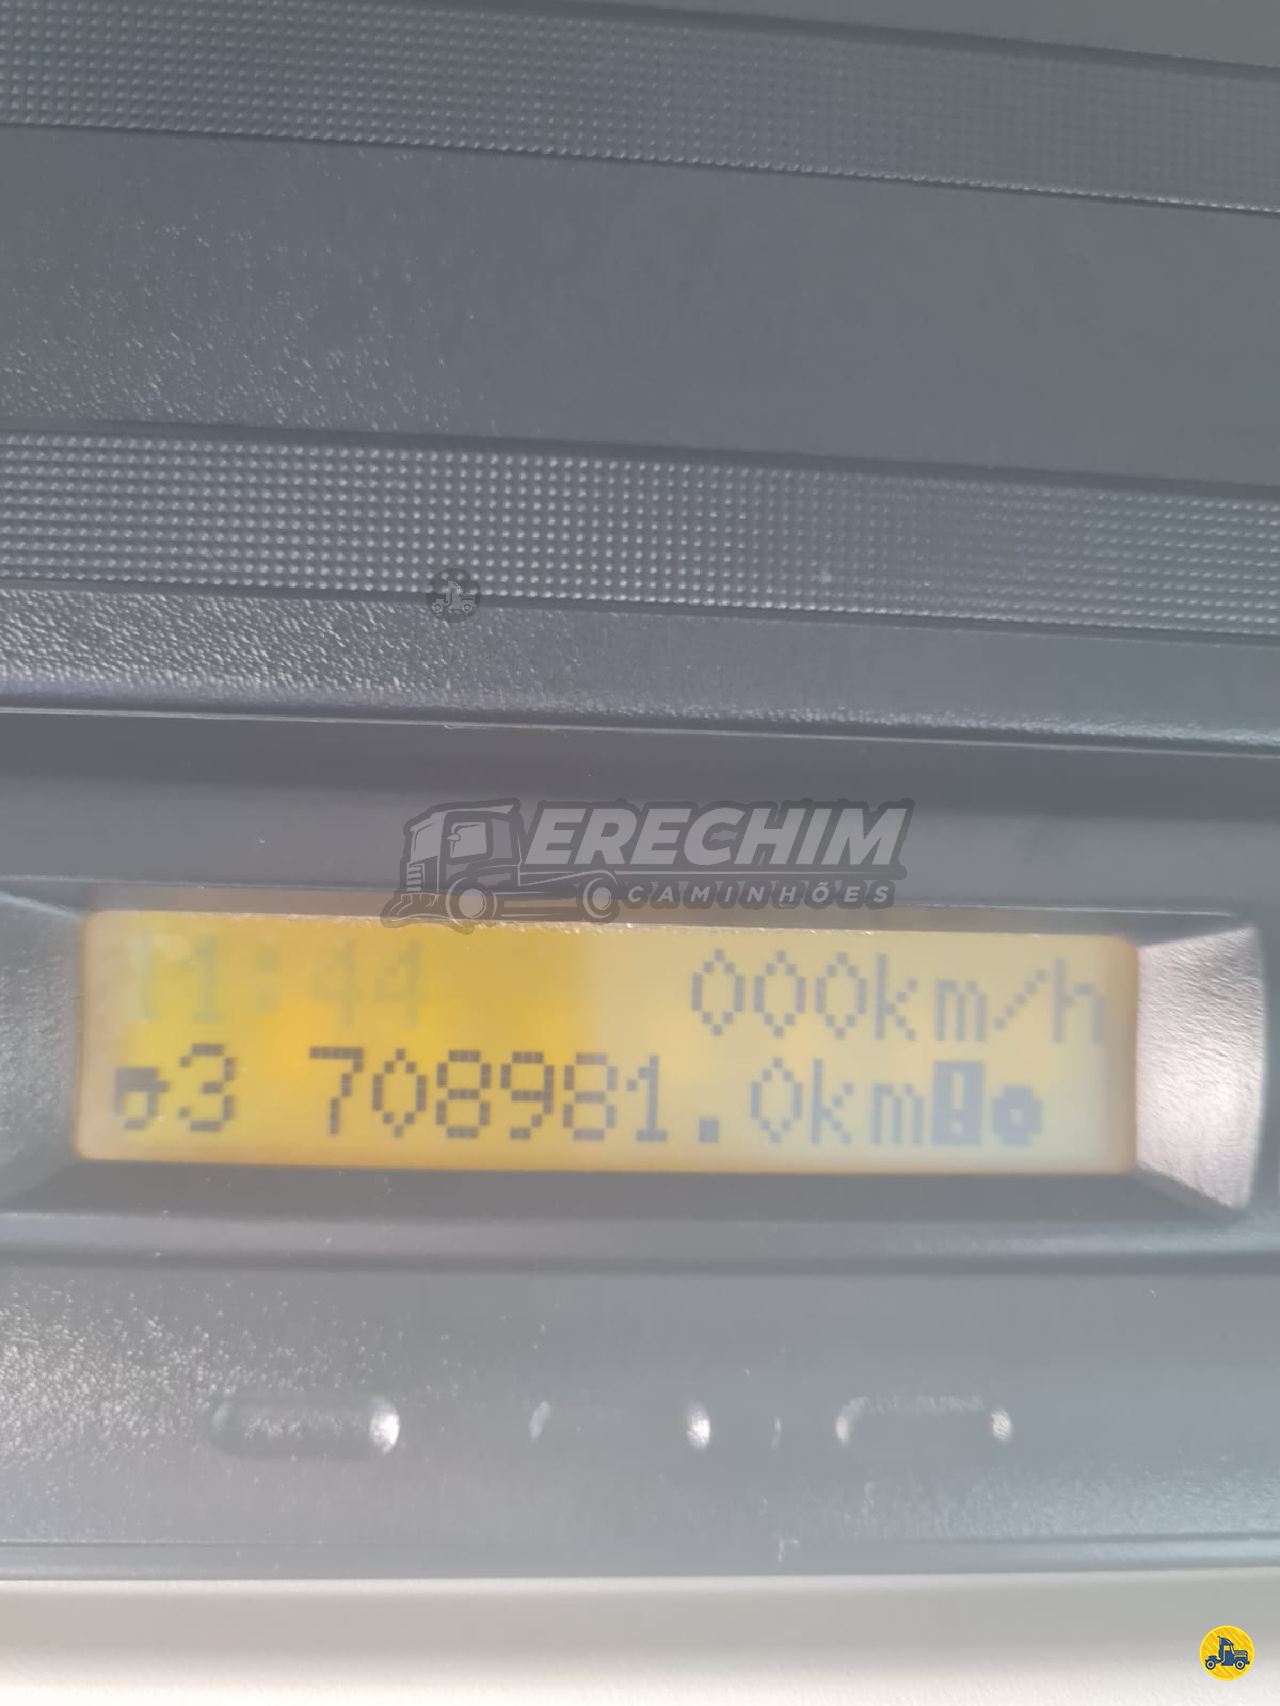 ERECHIM
CAMINHÕES
11:44 000km/h
3 708981.0km